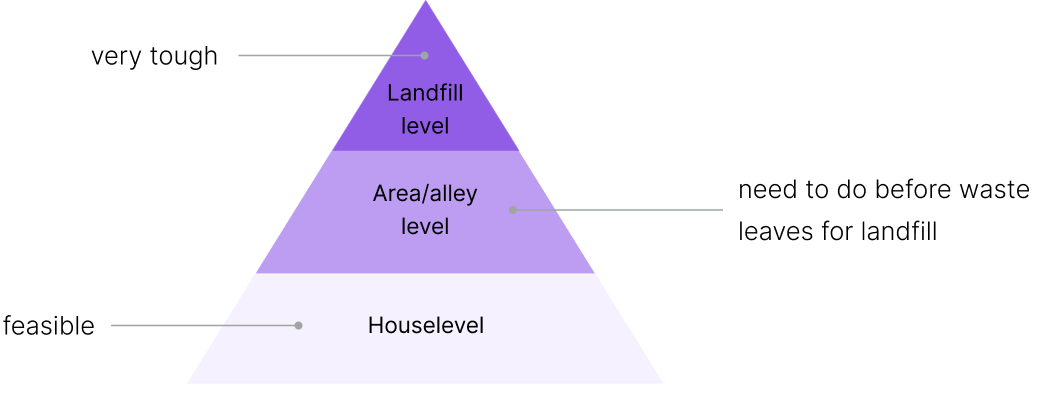 very tough
Landfill
level
Area/alley
level
need to do before waste
leaves for landfill
feasible
Houselevel